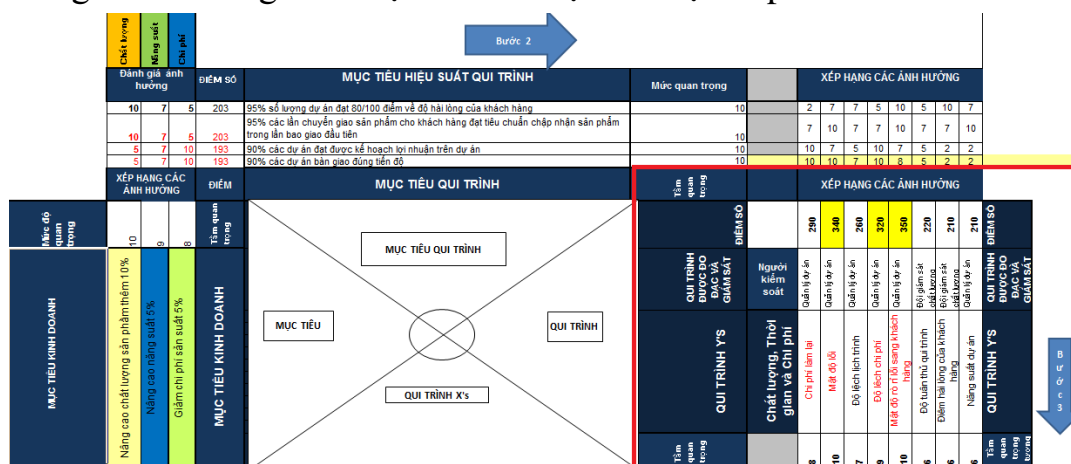 Chất lượng
Năng suất
Chi phí
Bước 2
Đánh giá ảnh hưởng
ĐIỂM SỐ
MỤC TIÊU HIỆU SUẤT QUI TRÌNH
Mức quan trọng
XẾP HẠNG CÁC ẢNH HƯỞNG
10 7 5 203 95% số lượng dự án đạt 80/100 điểm về độ hài lòng của khách hàng 10 2 7 7 5 10 5 10 7
95% các lần chuyển giao sản phẩm cho khách hàng đạt tiêu chuẩn chấp nhận sản phẩm
10 7 5 203 trong lần bao giao đầu tiên 10 7 10 7 7 10 7 7 10
5 7 10 193 90% các dự án đạt được kế hoạch lợi nhuận trên dự án 10 10 7 5 10 7 5 2 2
5 7 10 193 90% các dự án bàn giao đúng tiến độ 10 10 10 7 10 8 5 2 2
XẾP HẠNG CÁC ẢNH HƯỞNG
ĐIỂM
MỤC TIÊU QUI TRÌNH
Tầm quan trọng
XẾP HẠNG CÁC ẢNH HƯỞNG
Mức độ quan trọng
10
9
8
Tầm quan trọng
MỤC TIÊU QUI TRÌNH
MỤC TIÊU
QUI TRÌNH
QUI TRÌNH X's
ĐIỂM SỐ
290
340
260
320
350
220
210
210
ĐIỂM SỐ
QUI TRÌNH ĐƯỢC ĐO ĐẠC VÀ GIÁM SÁT
Người kiểm soát
Quản lý dự án
Quản lý dự án
Quản lý dự án
Quản lý dự án
Quản lý dự án
Đội giám sát chất lượng
Đội giám sát chất lượng
Quản lý dự án
QUI TRÌNH ĐƯỢC ĐO ĐẠC VÀ GIÁM SÁT
MỤC TIÊU KINH DOANH
Nâng cao chất lượng sản phẩm thêm 10%
Nâng cao năng suất 5%
Giảm chi phí sản suất 5%
MỤC TIÊU KINH DOANH
QUI TRÌNH Y'S
Chất lượng, Thời gian và Chi phí
Chi phí làm lại
Mật độ lỗi
Độ lệch lịch trình
Độ lệch chi phí
Mật độ rò rỉ lỗi sang khách hàng
Độ tuân thủ qui trình
Điểm hài lòng của khách hàng
Năng suất dự án
QUI TRÌNH Y'S
Bước 3
Tầm quan trọng
8
10
7
9
10
6
6
6
Tầm quan trọng